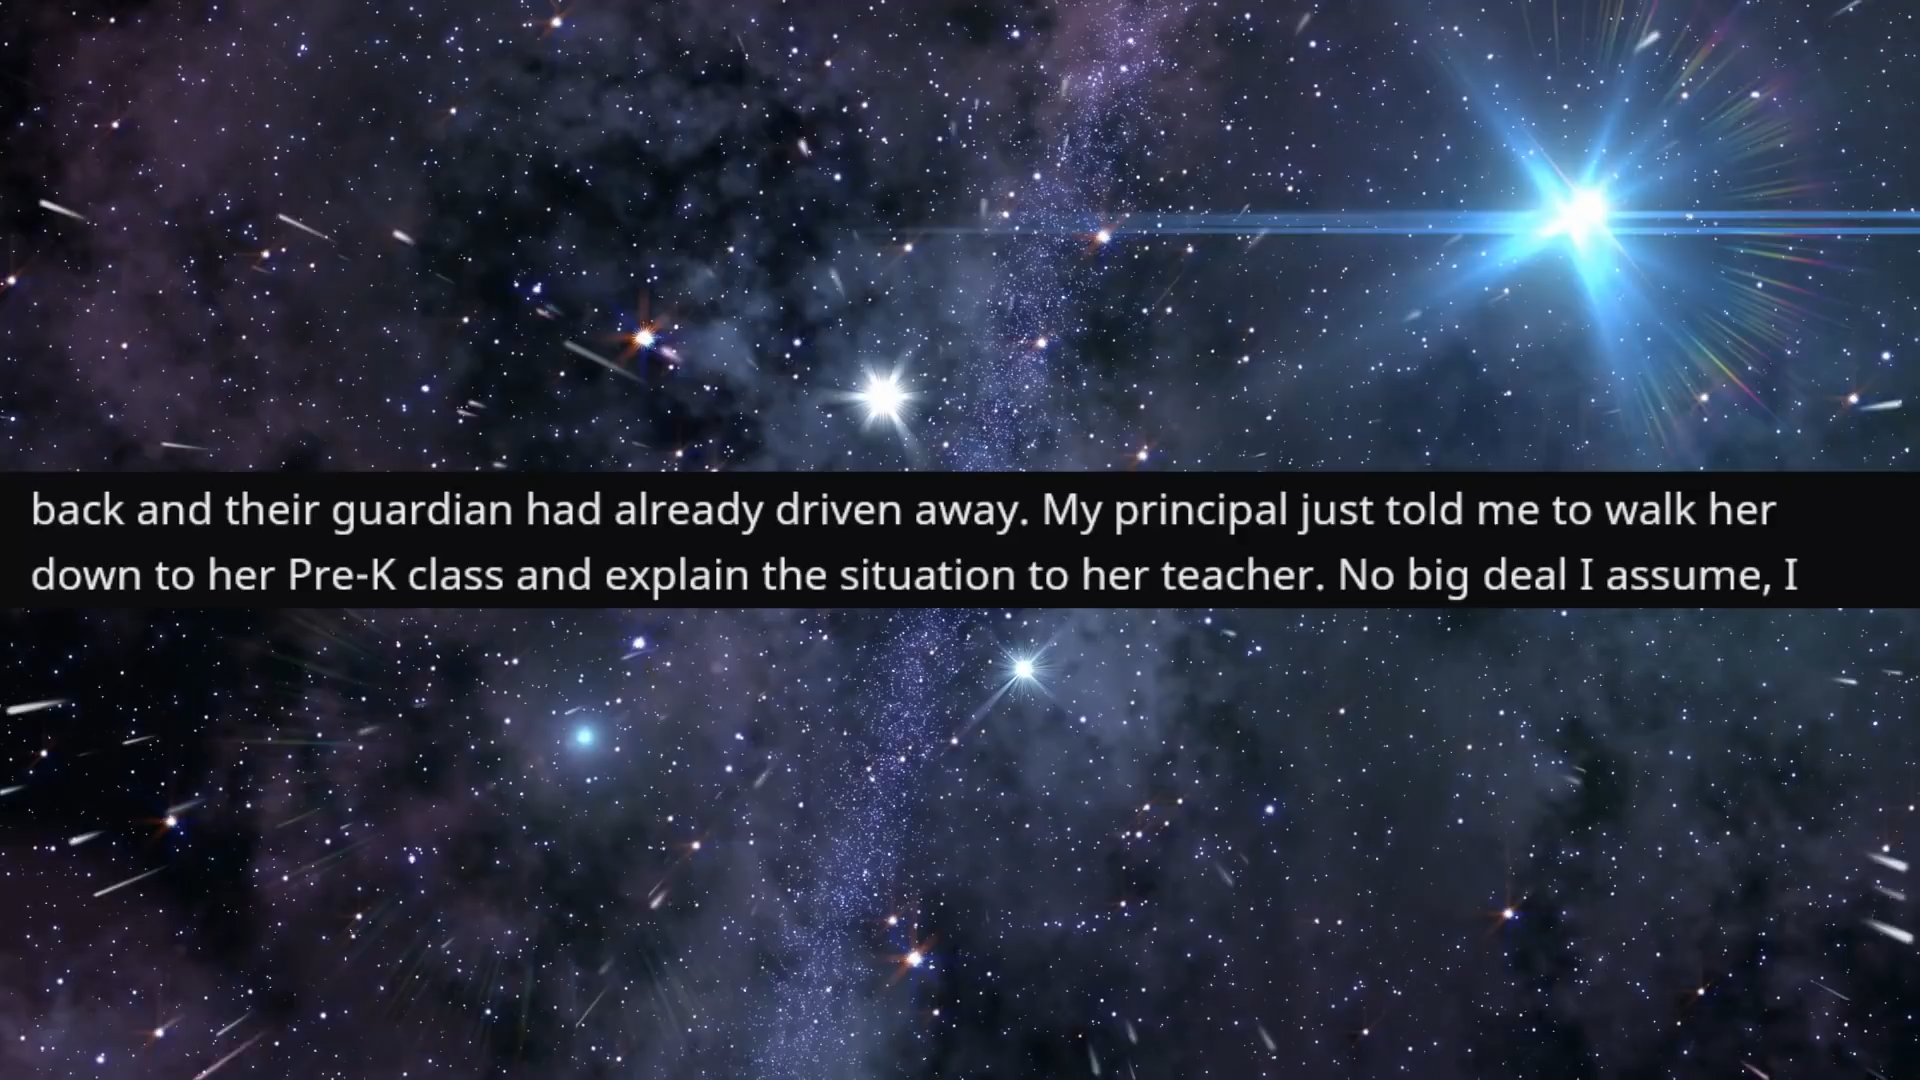 back and their guardian had already driven away. My principal just told me to walk her
down to her Pre-K class and explain the situation to her teacher. No big deal I assume, I